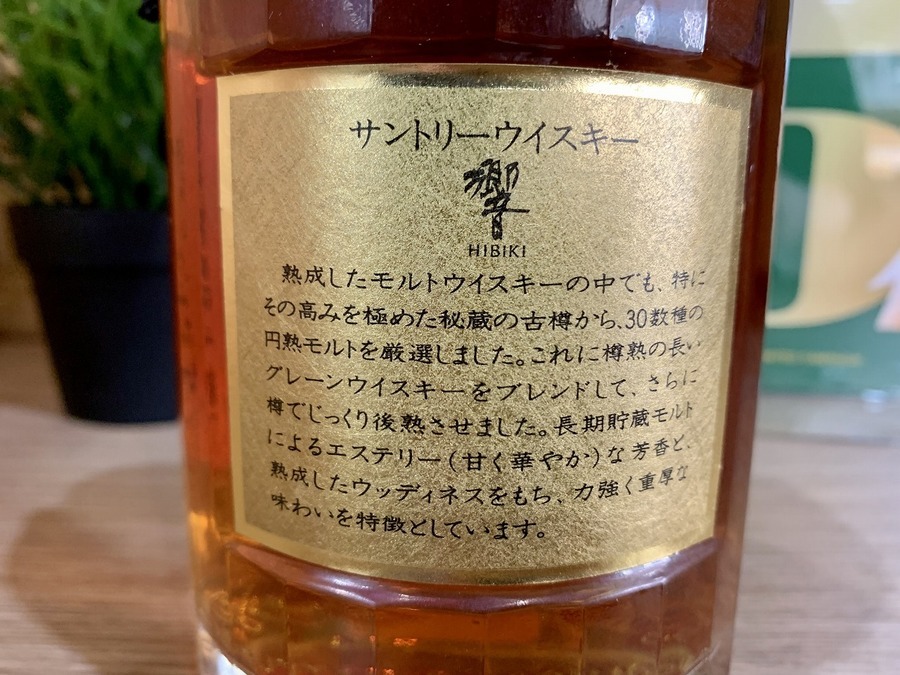 サントリーウイスキー
響
HIBIKI
熟成したモルトウイスキーの中でも、特に
その高みを極めた秘蔵の古樽から、30数種の
円熟モルトを厳選しました。これに樽熟の長い
グレーンウイスキーをブレンドして、さらに
樽でじっくり後熟させました。長期貯蔵モルト
によるエステリー(甘く華やか)な芳香と、
熟成したウッディネスをもち、力強く重厚な
味わいを特徴としています。